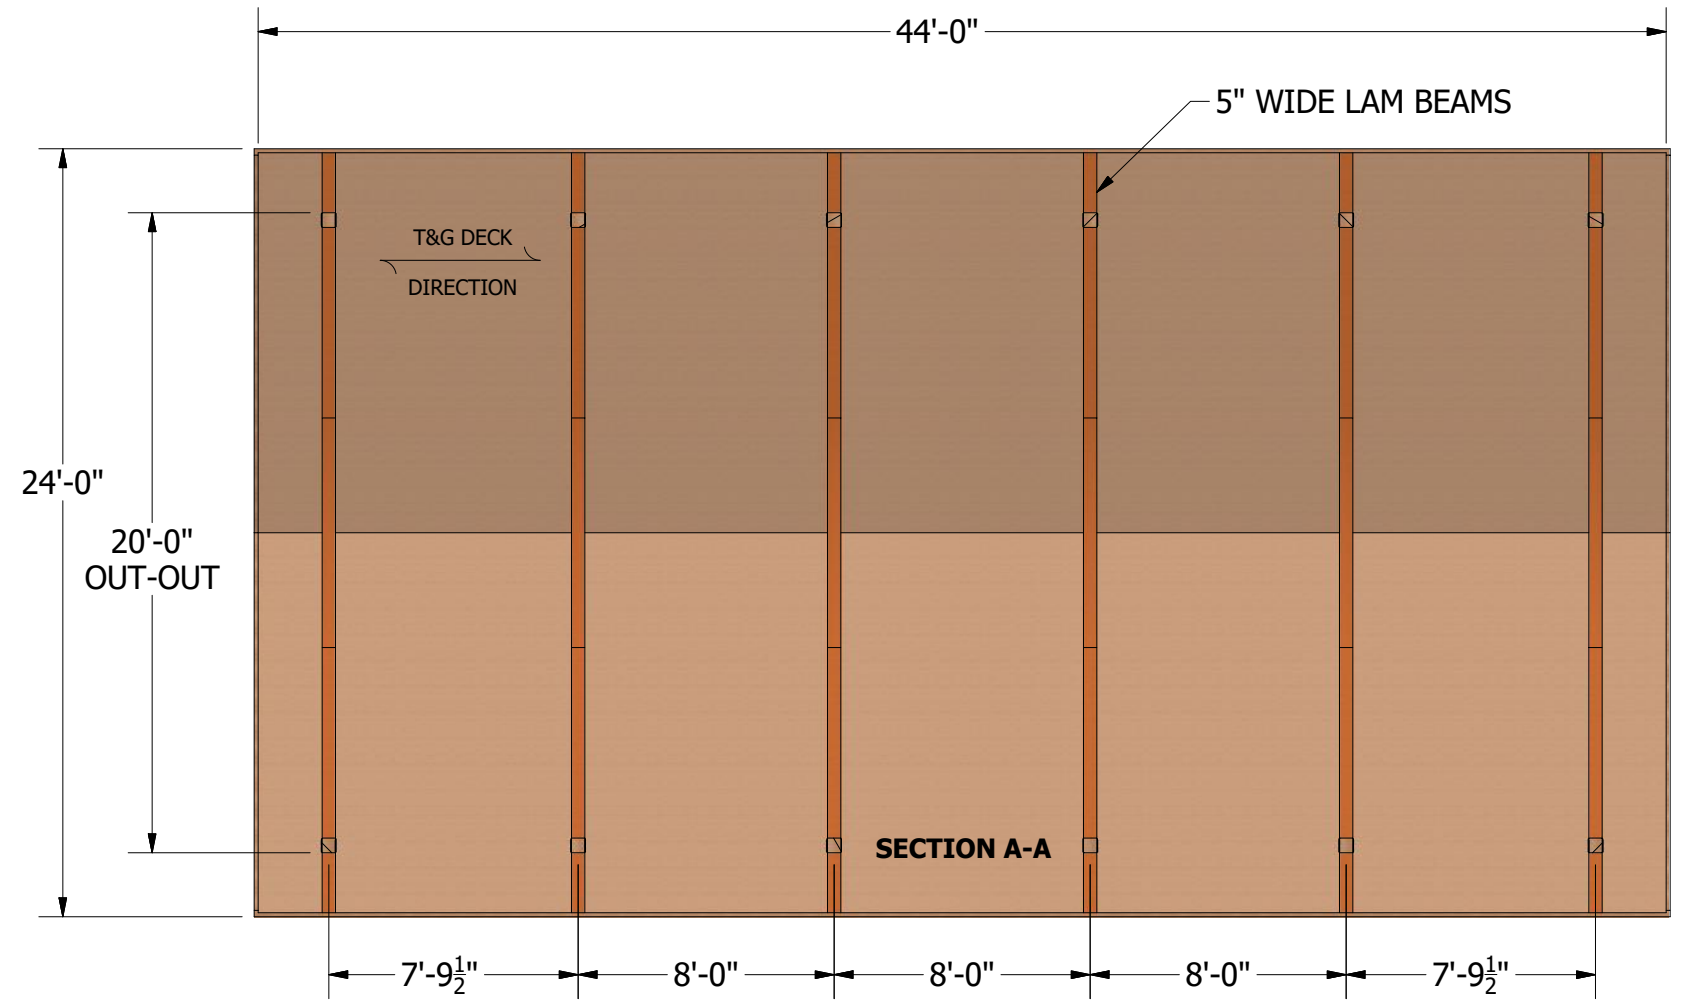 44'-0"
5" WIDE LAM BEAMS
T&G DECK
DIRECTION
24'-0"
20'-0"
OUT-OUT
SECTION A-A
7'-9½"
8'-0"
8'-0"
8'-0"
7'-9½"